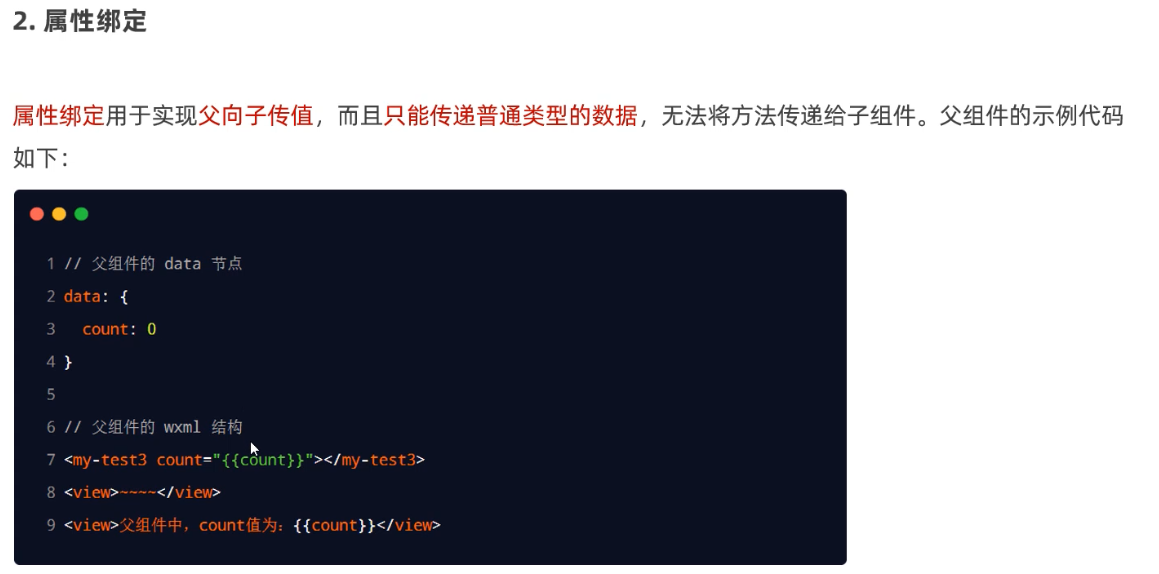 2. 属性绑定
属性绑定用于实现父向子传值，而且只能传递普通类型的数据，无法将方法传递给子组件。父组件的示例代码
如下：
1 // 父组件的 data 节点
2 data: {
3   count: 0
4 }
5
6 // 父组件的 wxml 结构
7 <my-test3 count="{{count}}"></my-test3>
8 <view>~~~~</view>
9 <view>父组件中，count值为：{{count}}</view>